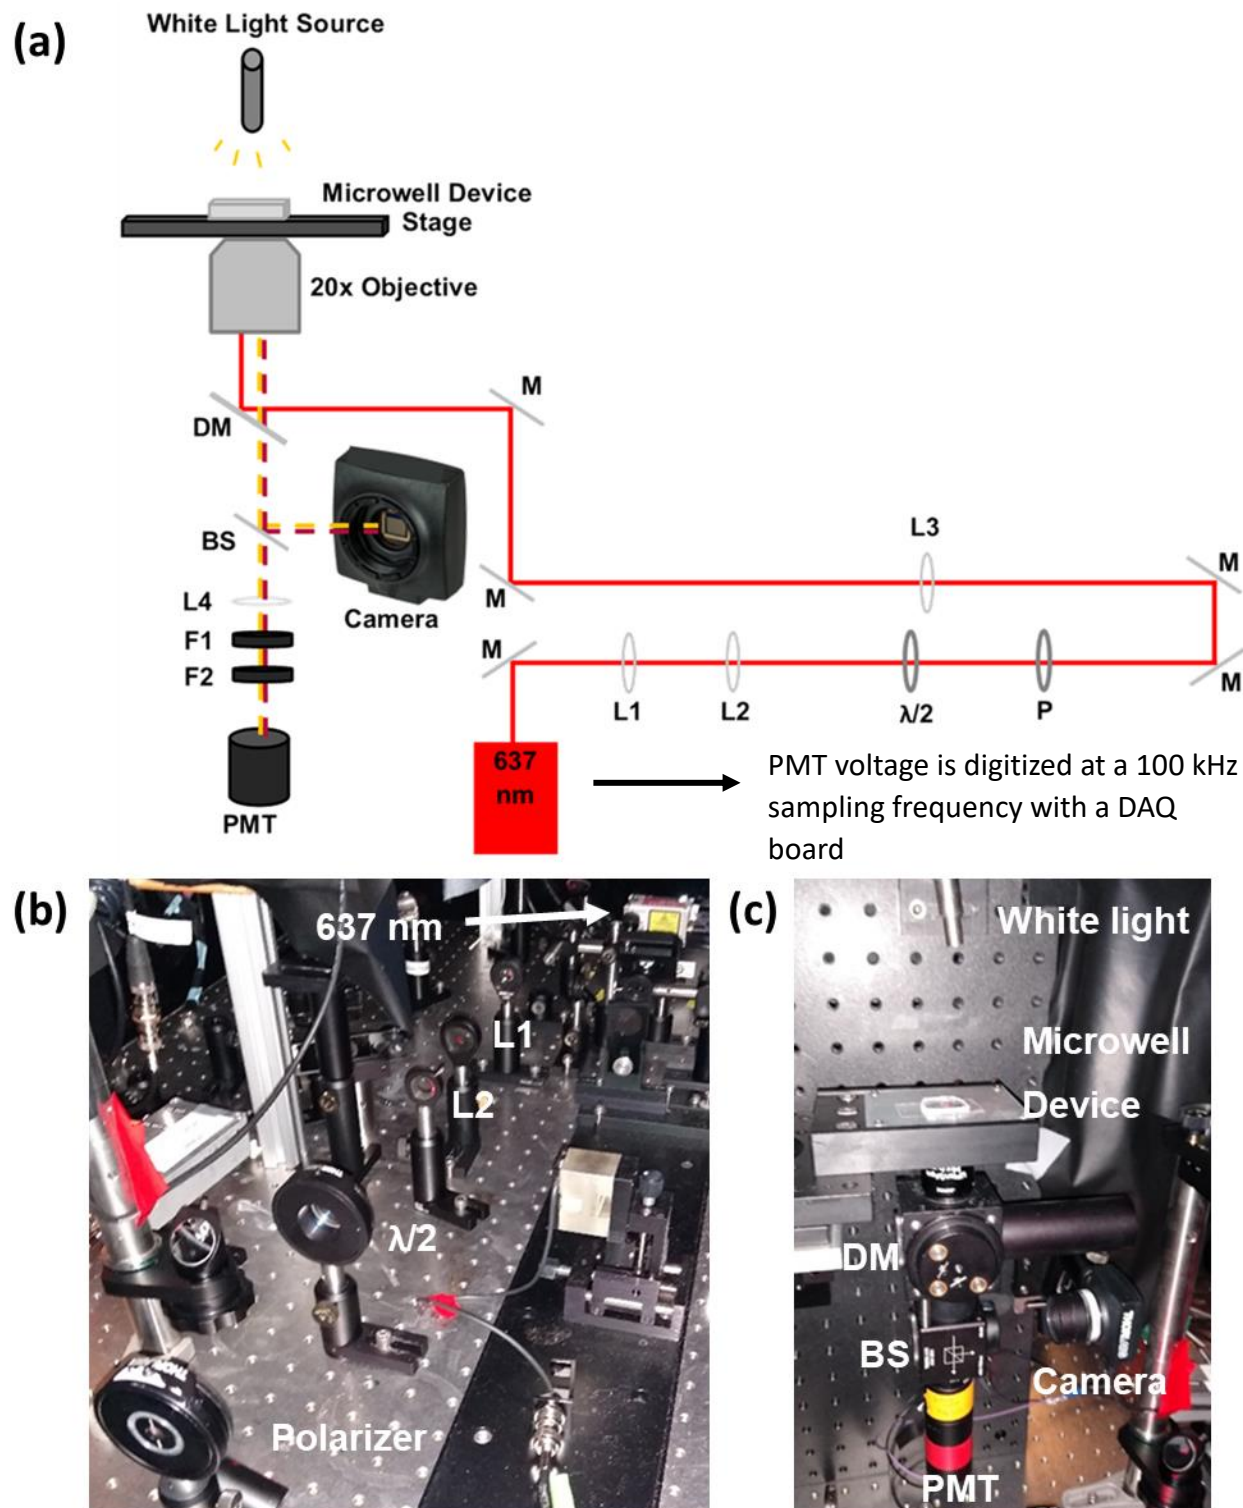 (a)
White Light Source
Microwell Device
Stage
20x Objective
M
DM
BS
L3
L4
M
M
Camera
F1
M
F2
M
L1
L2
λ/2
P
637
nm
PMT
PMT voltage is digitized at a 100 kHz
sampling frequency with a DAQ
board
(b)
637 nm
L1
L2
λ/2
Polarizer
(c)
White light
Microwell
Device
DM
BS
Camera
PMT